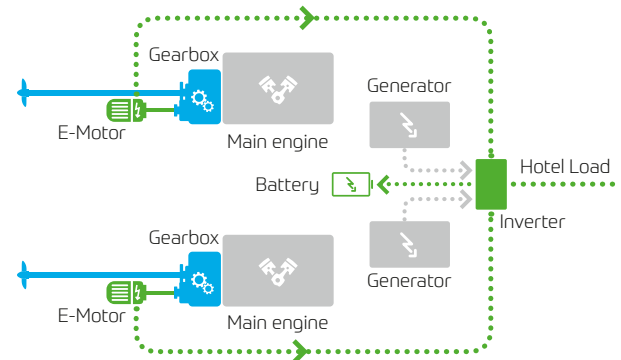 Gearbox
Generator
E-Motor
Main engine
Hotel Load
Battery
Inverter
Gearbox
Generator
E-Motor
Main engine